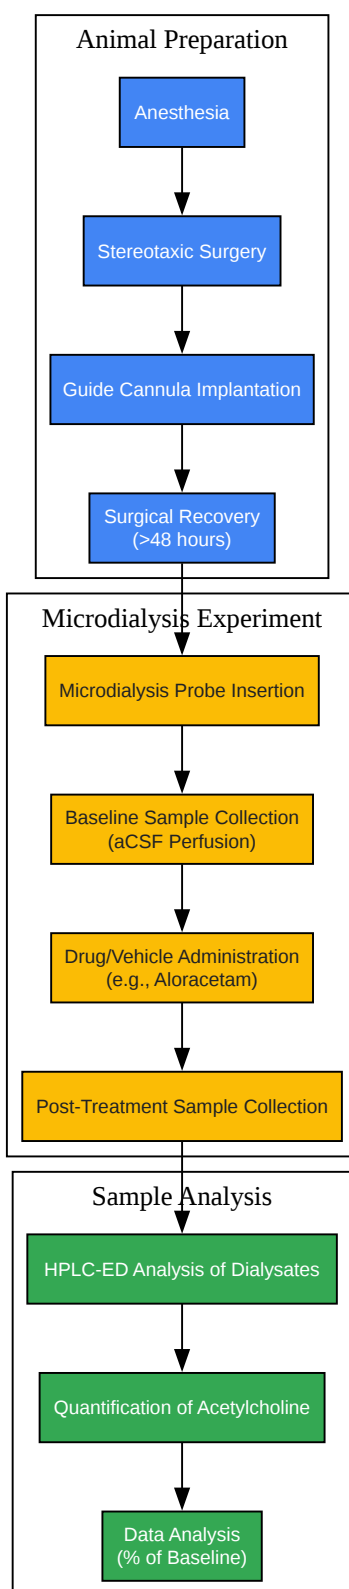 Animal Preparation
Anesthesia
Stereotaxic Surgery
Guide Cannula Implantation
Surgical Recovery
(>48 hours)
Microdialysis Experiment
Microdialysis Probe Insertion
Baseline Sample Collection
(aCSF Perfusion)
Drug/Vehicle Administration
(e.g., Aloracetam)
Post-Treatment Sample Collection
Sample Analysis
HPLC-ED Analysis of Dialysates
Quantification of Acetylcholine
Data Analysis
(% of Baseline)